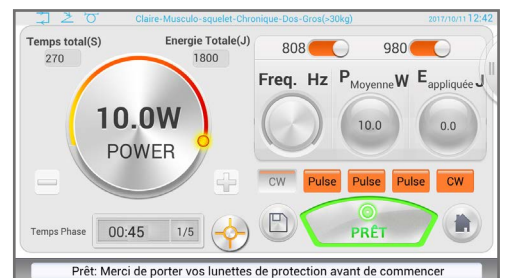 Claire-Musculo-squelet-Chronique-Dos-Gros(>30kg)
2017/10/11 12:42
Temps total(S)
Energie Totale(J)
270
1800
808
980
Freq. Hz
P Moyenne W
E appliquée J
10.0W
POWER
10.0
0.0
CW
Pulse
Pulse
Pulse
CW
Temps Phase
00:45
1/5
PRÊT
Prêt: Merci de porter vos lunettes de protection avant de commencer